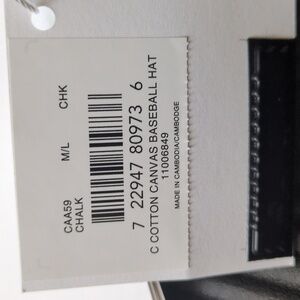 CAA59 M/L CHK
CHALK
7 22947 80973 6
C COTTON CANVAS BASEBALL HAT
11006849
MADE IN CAMBODIA/CAMBODGE